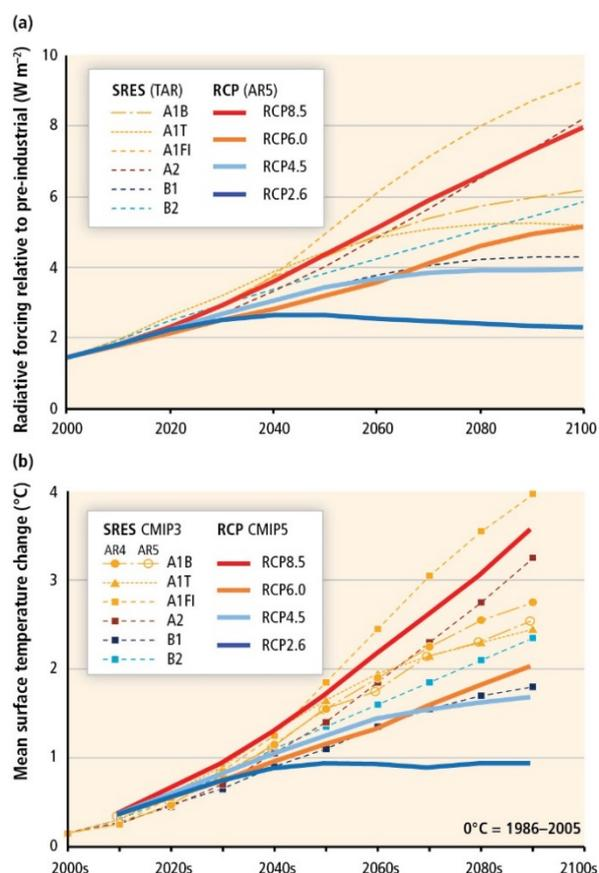 (a)
Radiative forcing relative to pre-industrial (W m–2)
10
8
6
4
2
0
SRES (TAR)
A1B
A1T
A1FI
A2
B1
B2
RCP (AR5)
RCP8.5
RCP6.0
RCP4.5
RCP2.6
2000
2020
2040
2060
2080
2100
(b)
Mean surface temperature change (°C)
4
3
2
1
0
SRES CMIP3
AR4 AR5
A1B
A1T
A1FI
A2
B1
B2
RCP CMIP5
RCP8.5
RCP6.0
RCP4.5
RCP2.6
0°C = 1986–2005
2000s
2020s
2040s
2060s
2080s
2100s